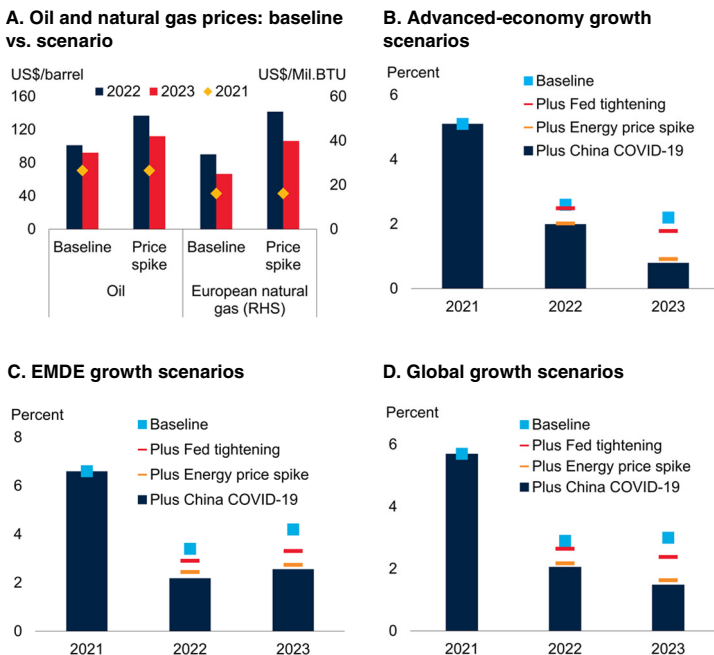 A. Oil and natural gas prices: baseline
vs. scenario
US$/barrel US$/Mil.BTU
2022 2023 2021
160 60
120
40
80
20
40
0 0
Baseline Price Baseline Price
spike spike
Oil European natural
gas (RHS)
B. Advanced-economy growth
scenarios
Percent
Baseline
Plus Fed tightening
Plus Energy price spike
Plus China COVID-19
6
4
2
0
2021 2022 2023
C. EMDE growth scenarios
Percent
Baseline
Plus Fed tightening
Plus Energy price spike
Plus China COVID-19
8
6
4
2
0
2021 2022 2023
D. Global growth scenarios
Percent
Baseline
Plus Fed tightening
Plus Energy price spike
Plus China COVID-19
6
4
2
0
2021 2022 2023